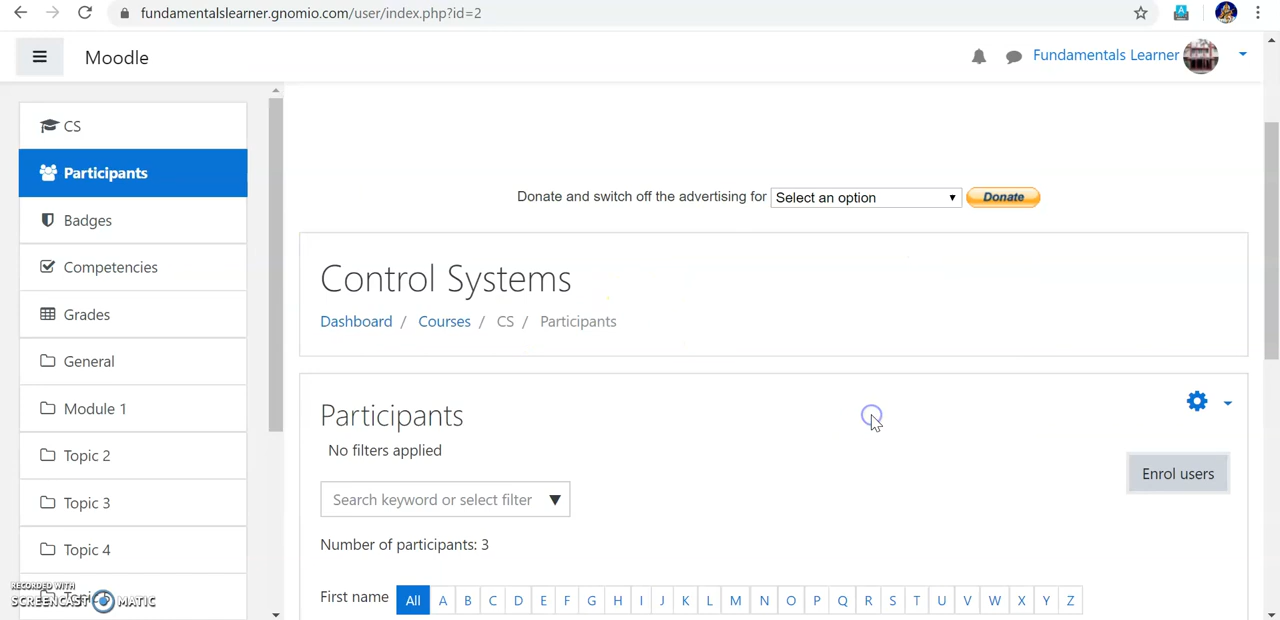 fundamentalslearner.gnomio.com/user/index.php?id=2
Moodle
Fundamentals Learner
CS
Participants
Badges
Competencies
Grades
General
Module 1
Topic 2
Topic 3
Topic 4
Donate and switch off the advertising for Select an option Donate
Control Systems
Dashboard / Courses / CS / Participants
Participants
No filters applied
Enrol users
Search keyword or select filter
Number of participants: 3
First name All A B C D E F G H I J K L M N O P Q R S T U V W X Y Z
RECORDED WITH
SCREENCAST MATIC